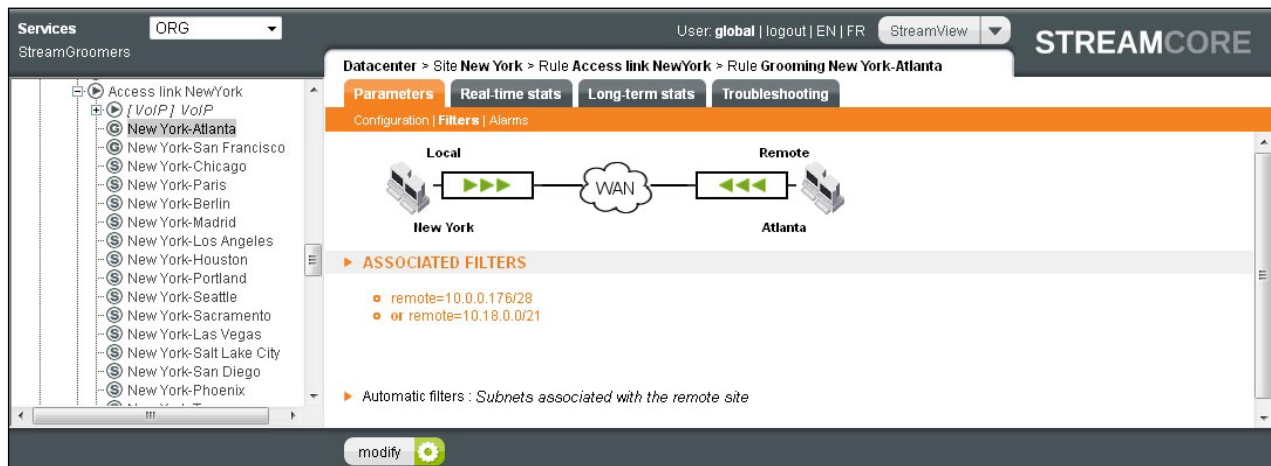 Services
ORG
StreamGroomers
User: global | logout | EN | FR
StreamView
STREAMCORE
Datacenter > Site New York > Rule Access link NewYork > Rule Grooming New York-Atlanta
Parameters
Real-time stats
Long-term stats
Troubleshooting
Configuration | Filters | Alarms
Access link NewYork
[VoIP] VoIP
G New York-Atlanta
G New York-San Francisco
S New York-Chicago
S New York-Paris
S New York-Berlin
S New York-Madrid
S New York-Los Angeles
S New York-Houston
S New York-Portland
S New York-Seattle
S New York-Sacramento
S New York-Las Vegas
S New York-Salt Lake City
S New York-San Diego
S New York-Phoenix
Local
Remote
WAN
New York
Atlanta
ASSOCIATED FILTERS
remote=10.0.0.176/28
or remote=10.18.0.0/21
Automatic filters : Subnets associated with the remote site
modify